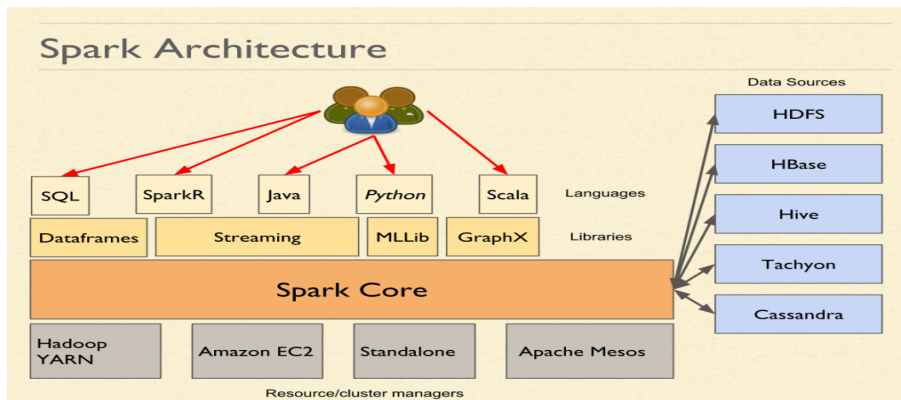 Spark Architecture
Data Sources
HDFS
HBase
Hive
Tachyon
Cassandra
SQL
SparkR
Java
Python
Scala
Languages
Dataframes
Streaming
MLLib
GraphX
Libraries
Spark Core
Hadoop
YARN
Amazon EC2
Standalone
Apache Mesos
Resource/cluster managers